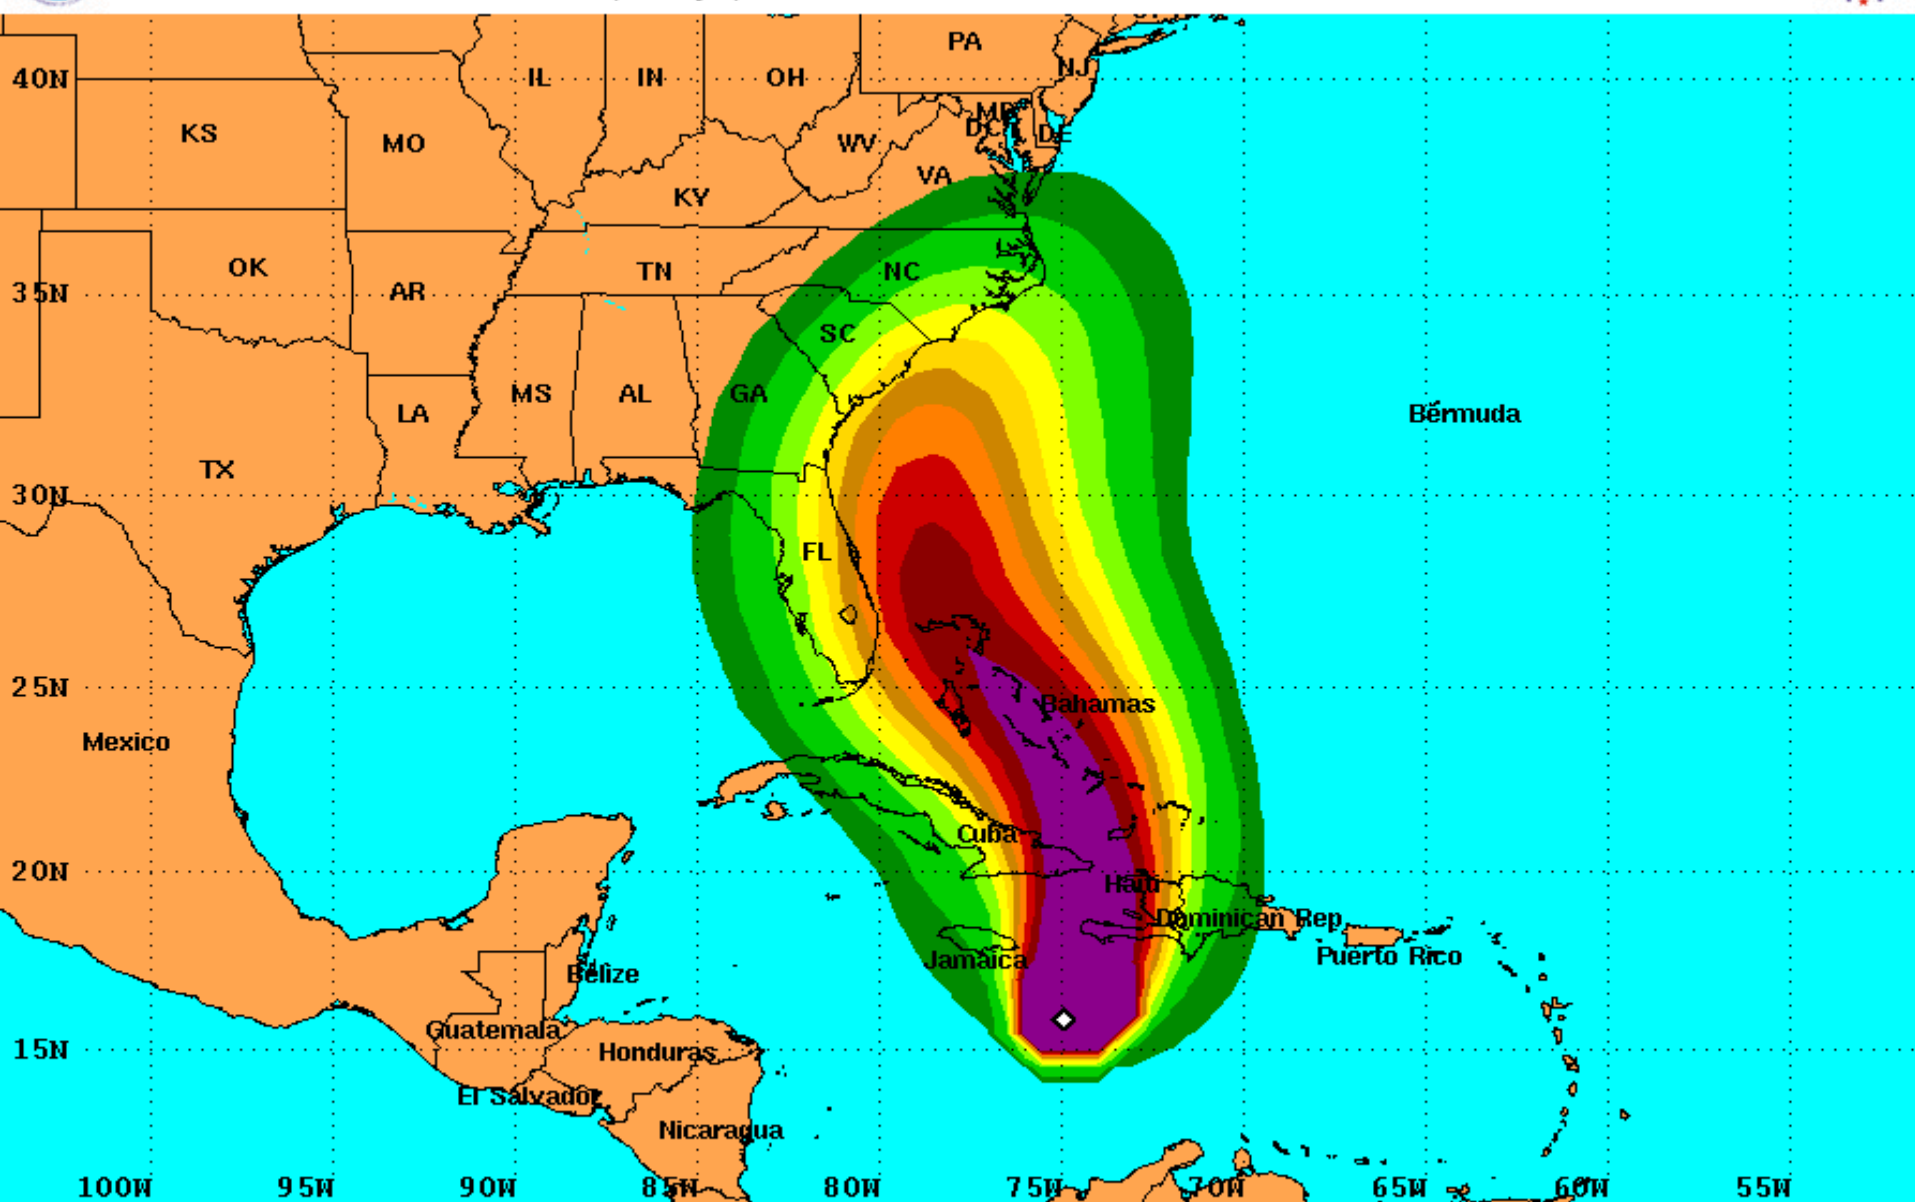 PA
40N
IL
IN
OH
NJ
KS
MO
WV
MD
DC
DE
VA
KY
OK
TN
NC
35N
AR
SC
MS
AL
GA
LA
Bermuda
TX
30N
FL
25N
Bahamas
Mexico
Cuba
20N
Haiti
Dominican Rep
Jamaica
Puerto Rico
Belize
Guatemala
15N
Honduras
El Salvador
Nicaragua
100W 95W 90W 85W 80W 75W 70W 65W 60W 55W